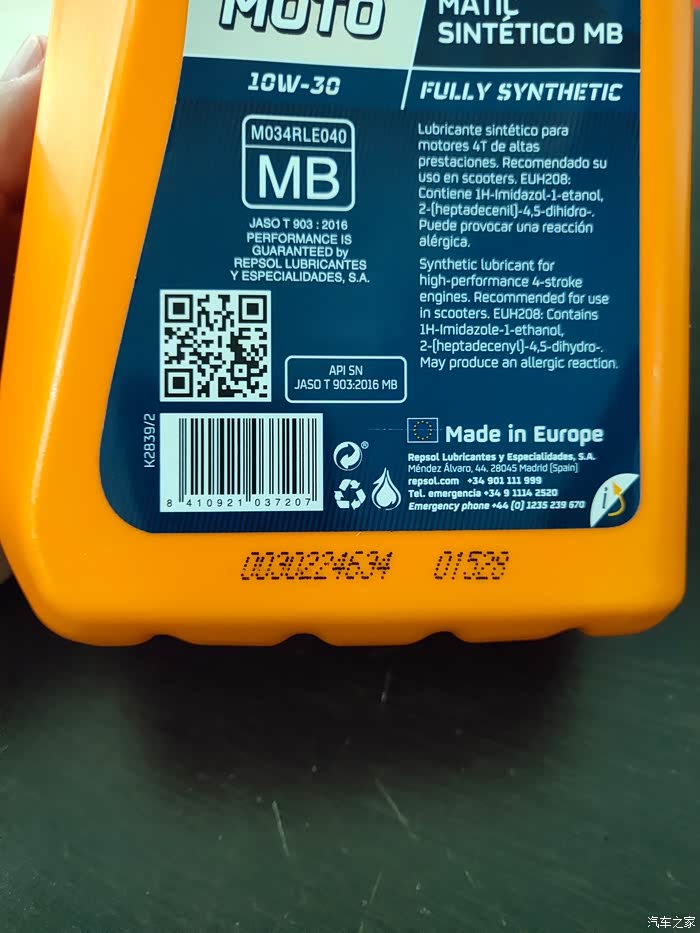 MOTO
MATIC
SINTÉTICO MB
10W-30
FULLY SYNTHETIC
M034RLE040
MB
JASO T 903 : 2016
PERFORMANCE IS
GUARANTEED by
REPSOL LUBRICANTES
Y ESPECIALIDADES, S.A.
Lubricante sintético para
motores 4T de altas
prestaciones. Recomendado su
uso en scooters. EUH208:
Contiene 1H-Imidazol-1-etanol,
2-(heptadecenil)-4,5-dihidro-.
Puede provocar una reacción
alérgica.
Synthetic lubricant for
high-performance 4-stroke
engines. Recommended for use
in scooters. EUH208: Contains
1H-Imidazole-1-ethanol,
2-(heptadecenyl)-4,5-dihydro-.
May produce an allergic reaction.
API SN
JASO T 903:2016 MB
K2839/2
8 410921 037207
®
Made in Europe
Repsol Lubricantes y Especialidades, S.A.
Méndez Álvaro, 44. 28045 Madrid (Spain)
repsol.com +34 901 111 999
Tel. emergencia +34 9 1114 2520
Emergency phone +44 (0) 1235 239 670
i
0030224634 01528
汽车之家